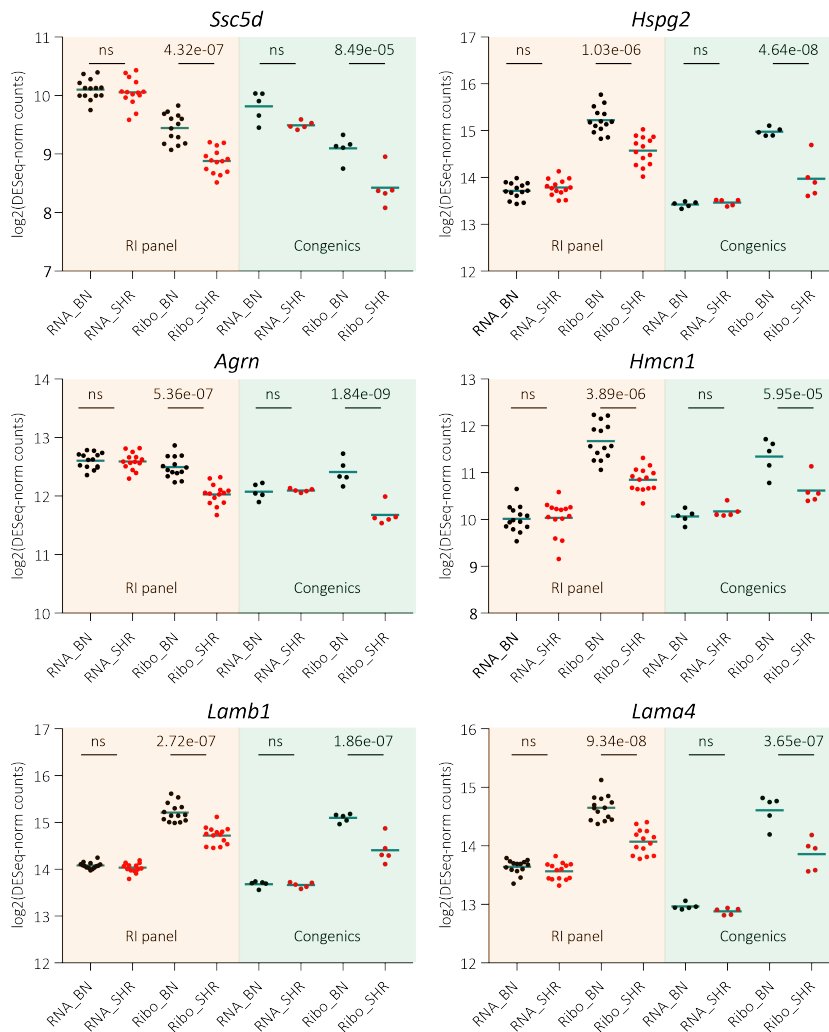 Ssc5d
log2(DESeq-norm counts)
11
10
9
8
7
ns
4.32e-07
ns
8.49e-05
RI panel
Congenics
RNA_BN
RNA_SHR
Ribo_BN
Ribo_SHR
RNA_BN
RNA_SHR
Ribo_BN
Ribo_SHR
Hspg2
log2(DESeq-norm counts)
17
16
15
14
13
12
ns
1.03e-06
ns
4.64e-08
RI panel
Congenics
RNA_BN
RNA_SHR
Ribo_BN
Ribo_SHR
RNA_BN
RNA_SHR
Ribo_BN
Ribo_SHR
Agrn
log2(DESeq-norm counts)
14
13
12
11
10
ns
5.36e-07
ns
1.84e-09
RI panel
Congenics
RNA_BN
RNA_SHR
Ribo_BN
Ribo_SHR
RNA_BN
RNA_SHR
Ribo_BN
Ribo_SHR
Hmcn1
log2(DESeq-norm counts)
13
12
11
10
9
8
ns
3.89e-06
ns
5.95e-05
RI panel
Congenics
RNA_BN
RNA_SHR
Ribo_BN
Ribo_SHR
RNA_BN
RNA_SHR
Ribo_BN
Ribo_SHR
Lamb1
log2(DESeq-norm counts)
17
16
15
14
13
12
ns
2.72e-07
ns
1.86e-07
RI panel
Congenics
RNA_BN
RNA_SHR
Ribo_BN
Ribo_SHR
RNA_BN
RNA_SHR
Ribo_BN
Ribo_SHR
Lama4
log2(DESeq-norm counts)
16
15
14
13
12
ns
9.34e-08
ns
3.65e-07
RI panel
Congenics
RNA_BN
RNA_SHR
Ribo_BN
Ribo_SHR
RNA_BN
RNA_SHR
Ribo_BN
Ribo_SHR